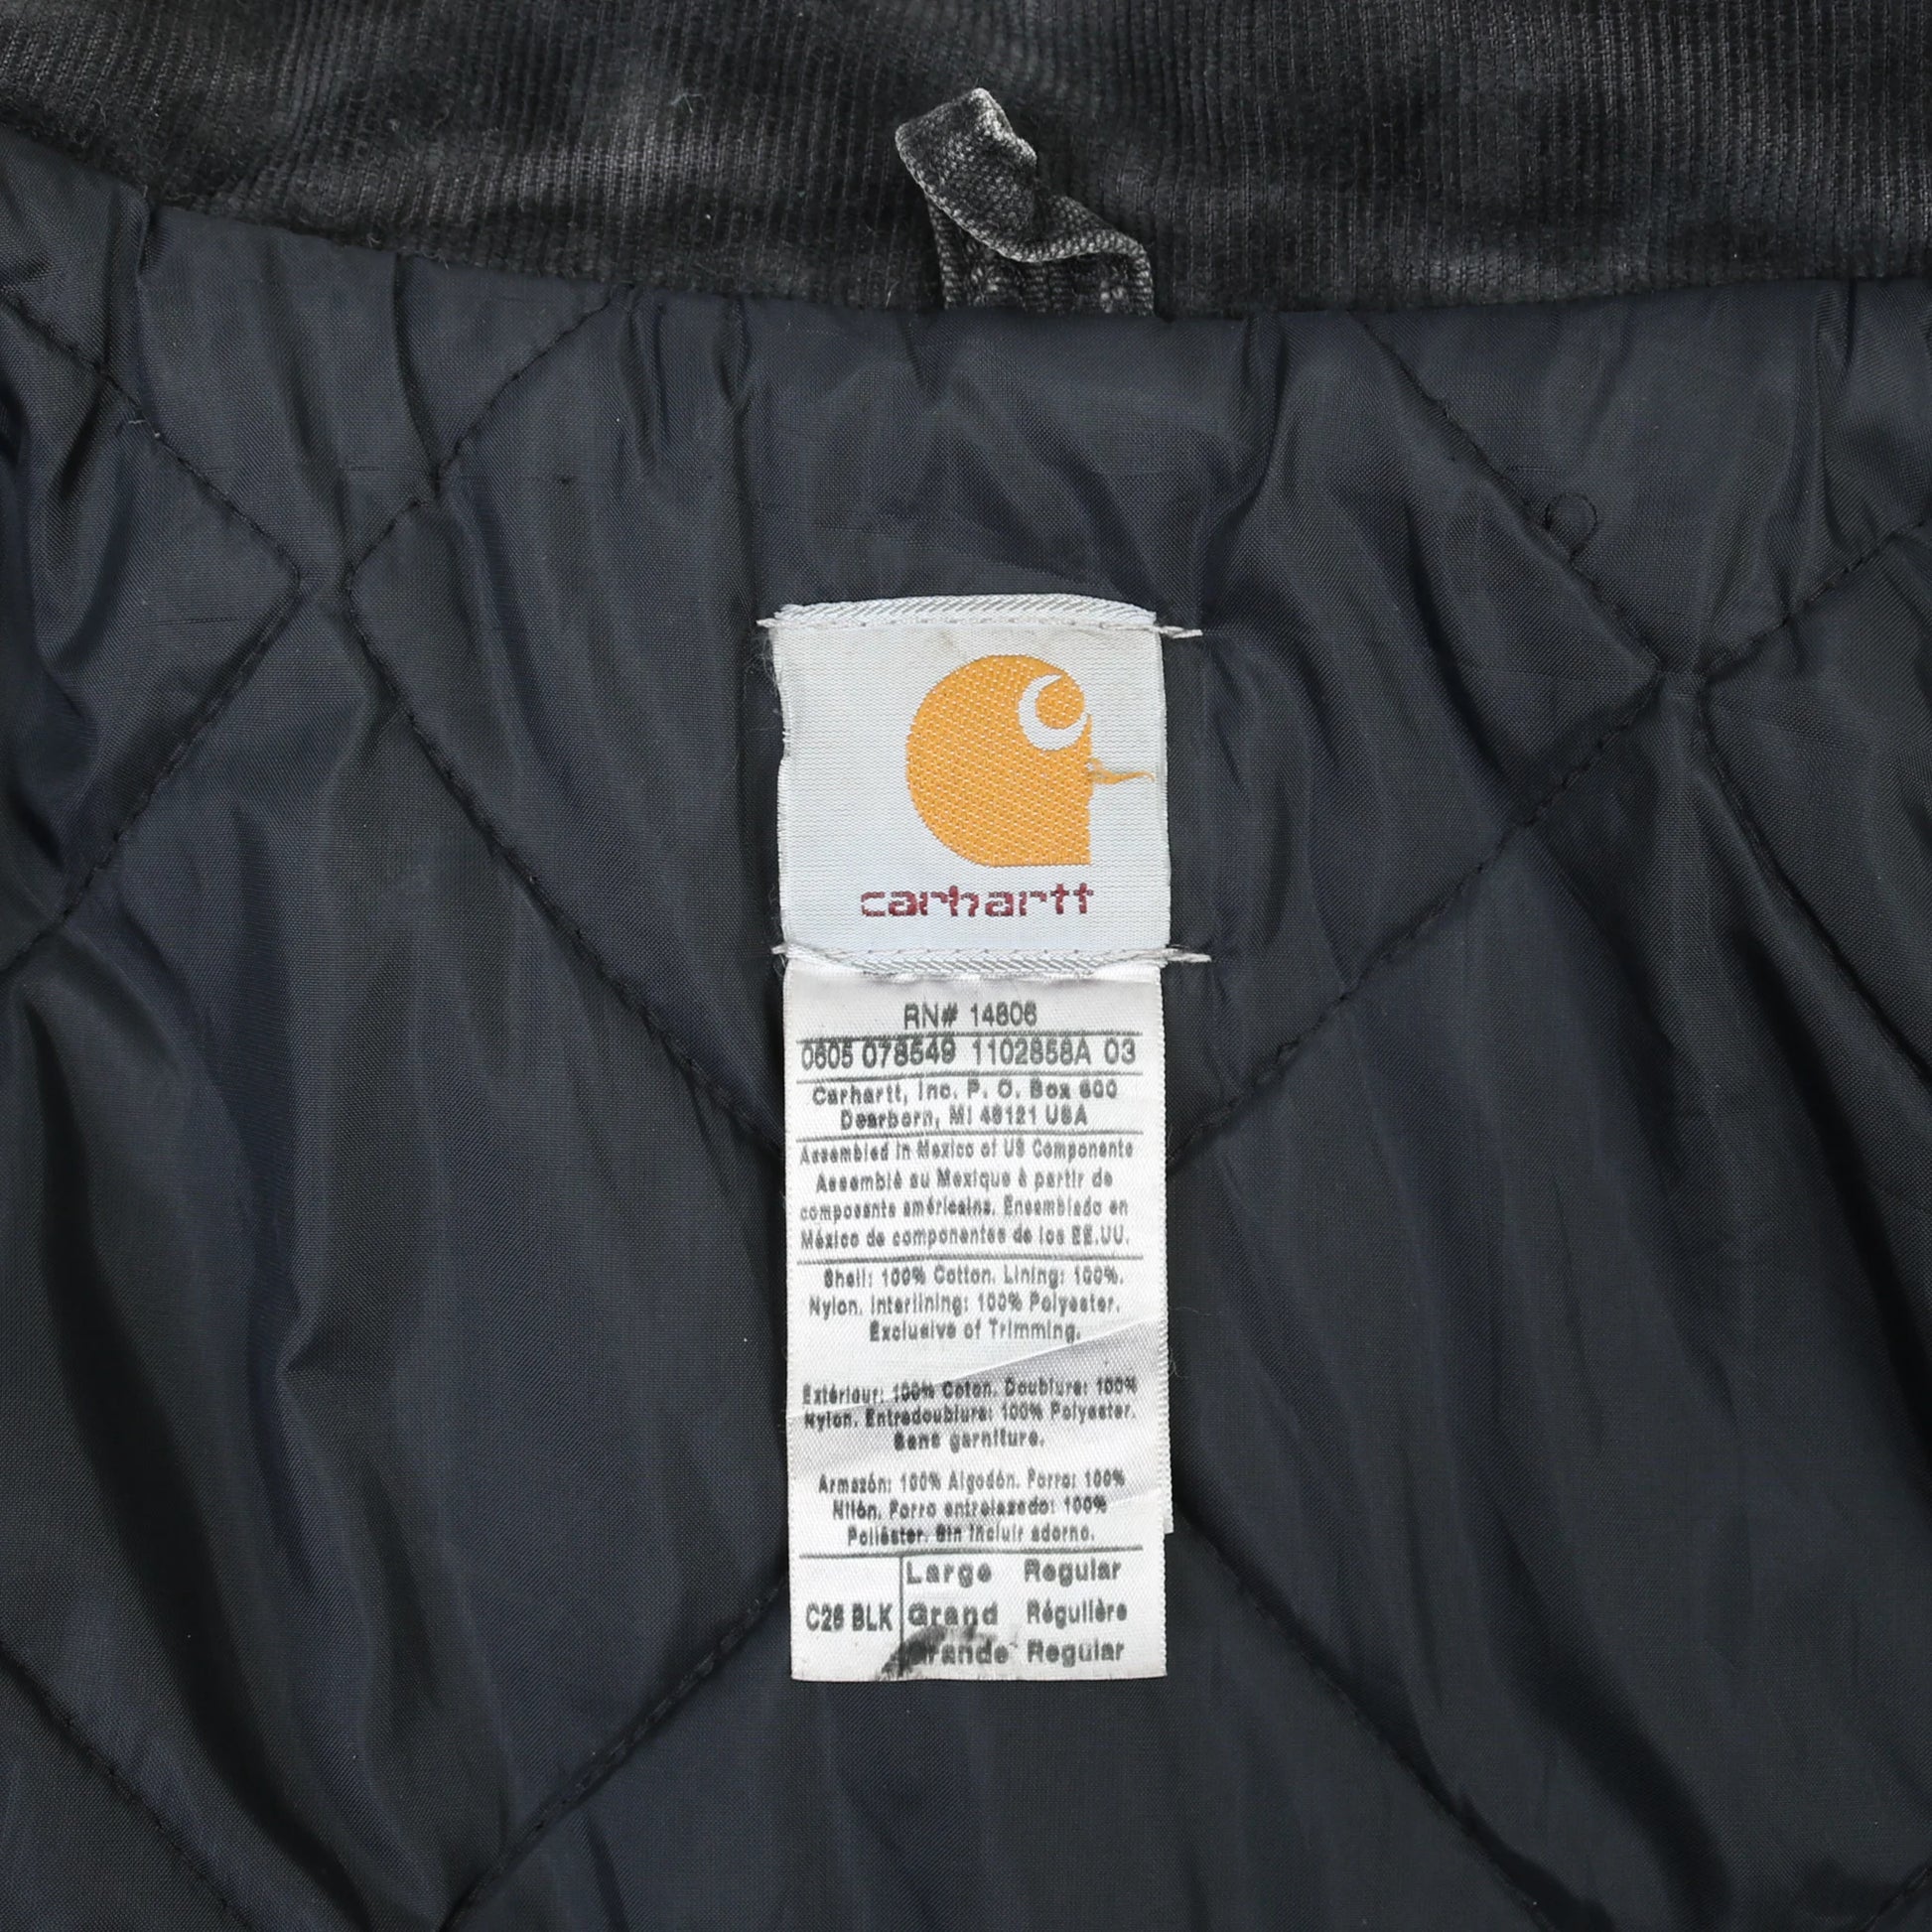 carhartt
RN# 14806
0605 078549 1102858A 03
Carhartt, Inc. P. O. Box 600
Dearborn, MI 48121 USA
Assembled in Mexico of US Components
Assemblé au Mexique à partir de
composants américains. Ensamblado en
México de componentes de los EE.UU.
Shell: 100% Cotton. Lining: 100%.
Nylon. Interlining: 100% Polyester.
Exclusive of Trimming.
Extérieur: 100% Coton. Doublure: 100%
Nylon. Entredoublure: 100% Polyester.
Sans garniture.
Armazón: 100% Algodón. Forro: 100%
Nilón. Forro entrelazado: 100%
Poliéster. Sin incluir adorno.
Large Regular
C26 BLK Grand Régulière
Grande Regular